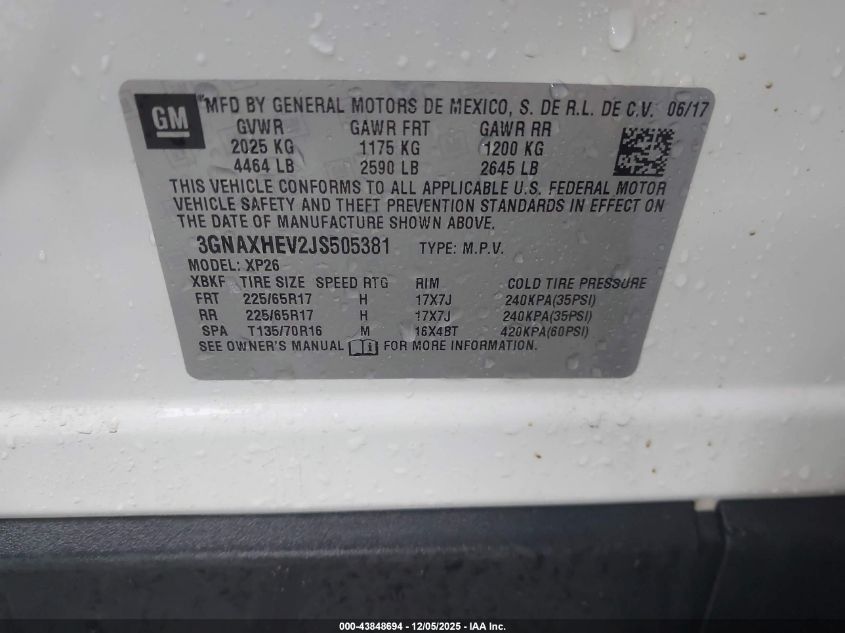 GM MFD BY GENERAL MOTORS DE MEXICO, S. DE R.L. DE C.V. 06/17
GVWR GAWR FRT GAWR RR
2025 KG 1175 KG 1200 KG
4464 LB 2590 LB 2645 LB
THIS VEHICLE CONFORMS TO ALL APPLICABLE U.S. FEDERAL MOTOR
VEHICLE SAFETY AND THEFT PREVENTION STANDARDS IN EFFECT ON
THE DATE OF MANUFACTURE SHOWN ABOVE.
3GNAXHEV2JS505381 TYPE: M.P.V.
MODEL: XP26
XBKF TIRE SIZE SPEED RTG RIM COLD TIRE PRESSURE
FRT 225/65R17 H 17X7J 240KPA(35PSI)
RR 225/65R17 H 17X7J 240KPA(35PSI)
SPA T135/70R16 M 16X4BT 420KPA(60PSI)
SEE OWNER'S MANUAL FOR MORE INFORMATION.
000-43848694 - 12/05/2025 - IAA Inc.